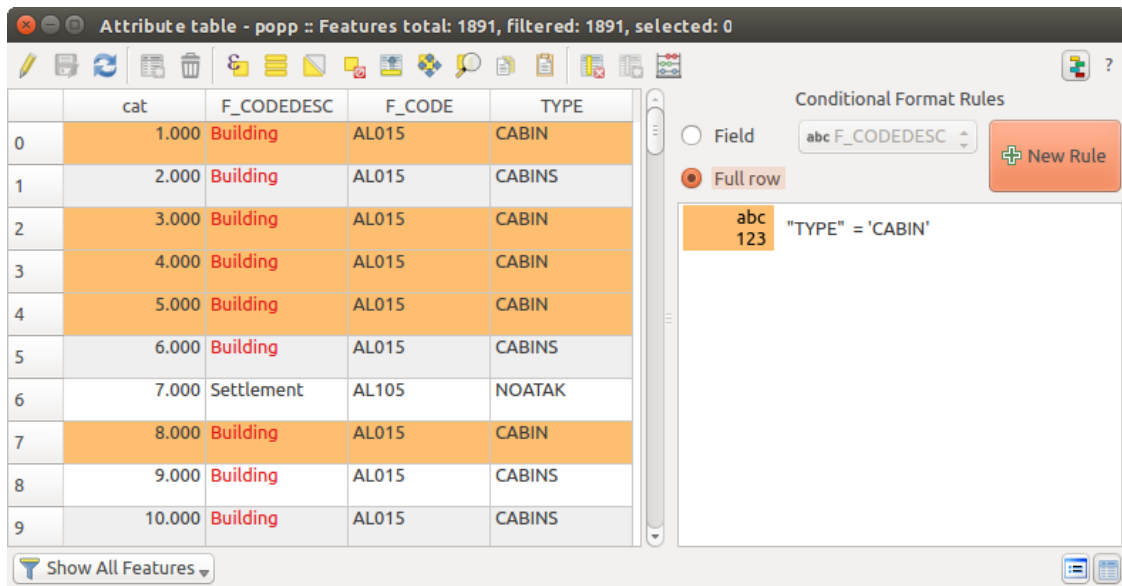 Attribute table - popp :: Features total: 1891, filtered: 1891, selected: 0
?
cat F_CODEDESC F_CODE TYPE
0 1.000 Building AL015 CABIN
1 2.000 Building AL015 CABINS
2 3.000 Building AL015 CABIN
3 4.000 Building AL015 CABIN
4 5.000 Building AL015 CABIN
5 6.000 Building AL015 CABINS
6 7.000 Settlement AL105 NOATAK
7 8.000 Building AL015 CABIN
8 9.000 Building AL015 CABINS
9 10.000 Building AL015 CABINS
Conditional Format Rules
Field abc F_CODEDESC
New Rule
Full row
abc
123
"TYPE" = 'CABIN'
Show All Features